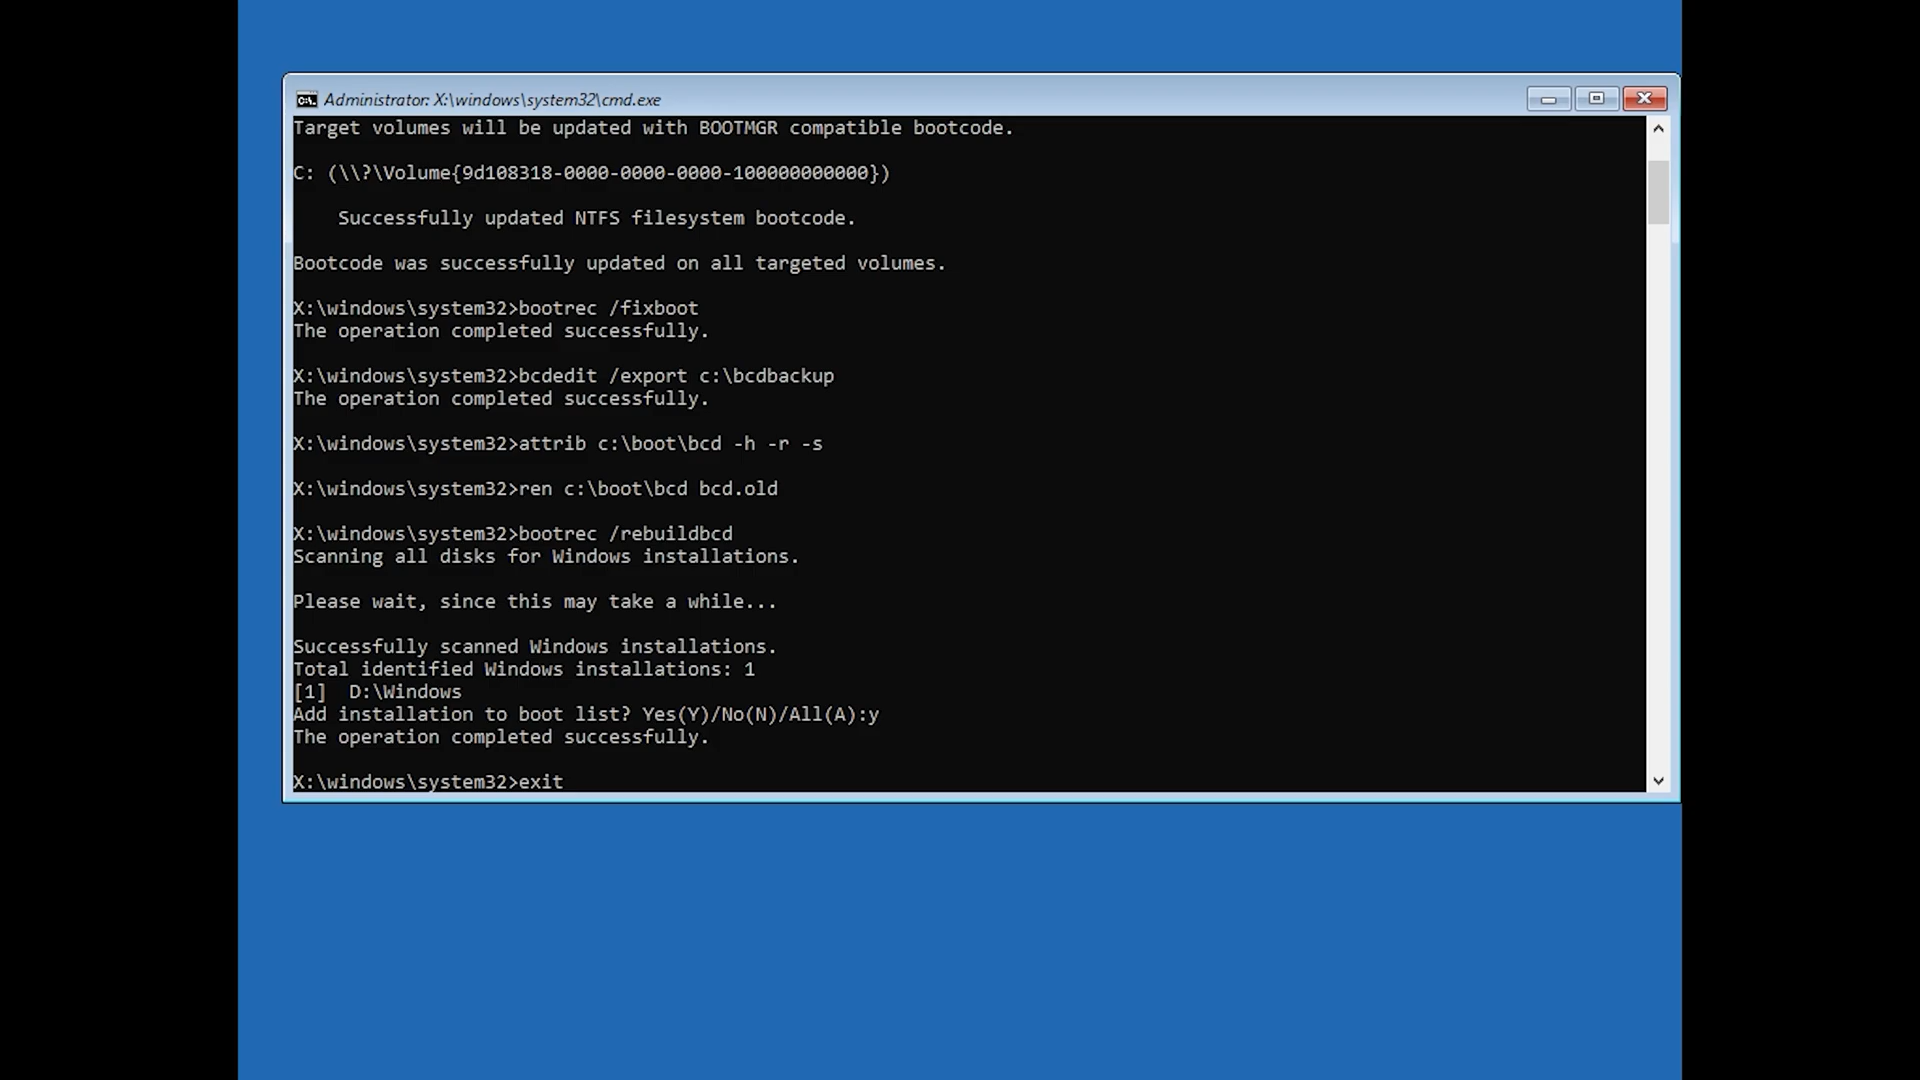 Administrator: X:\windows\system32\cmd.exe
Target volumes will be updated with BOOTMGR compatible bootcode.
C: (\\?\Volume{9d108318-0000-0000-0000-100000000000})
Successfully updated NTFS filesystem bootcode.
Bootcode was successfully updated on all targeted volumes.
X:\windows\system32>bootrec /fixboot
The operation completed successfully.
X:\windows\system32>bcdedit /export c:\bcdbackup
The operation completed successfully.
X:\windows\system32>attrib c:\boot\bcd -h -r -s
X:\windows\system32>ren c:\boot\bcd bcd.old
X:\windows\system32>bootrec /rebuildbcd
Scanning all disks for Windows installations.
Please wait, since this may take a while...
Successfully scanned Windows installations.
Total identified Windows installations: 1
[1]  D:\Windows
Add installation to boot list? Yes(Y)/No(N)/All(A):y
The operation completed successfully.
X:\windows\system32>exit